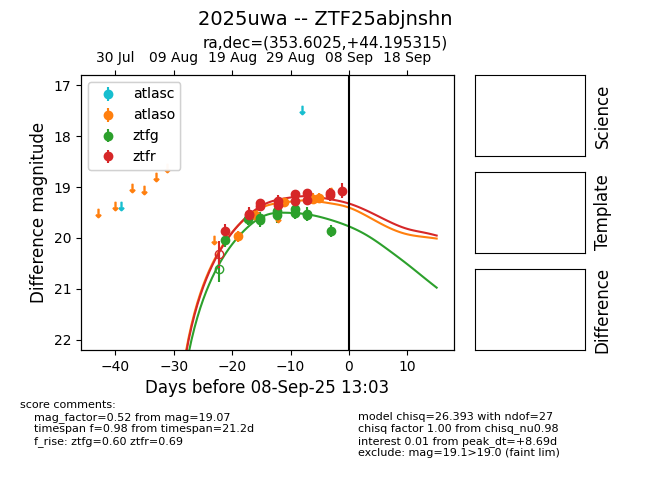 2025uwa -- ZTF25abjnshn
ra,dec=(353.6025,+44.195315)
30 Jul 09 Aug 19 Aug 29 Aug 08 Sep 18 Sep
17
18
19
20
21
22
Difference magnitude
atlasc
atlaso
ztfg
ztfr
−40 −30 −20 −10 0 10
Days before 08-Sep-25 13:03
Science
Template
Difference
score comments:
mag_factor=0.52 from mag=19.07
timespan f=0.98 from timespan=21.2d
f_rise: ztfg=0.60 ztfr=0.69
model chisq=26.393 with ndof=27
chisq factor 1.00 from chisq_nu0.98
interest 0.01 from peak_dt=+8.69d
exclude: mag=19.1>19.0 (faint lim)